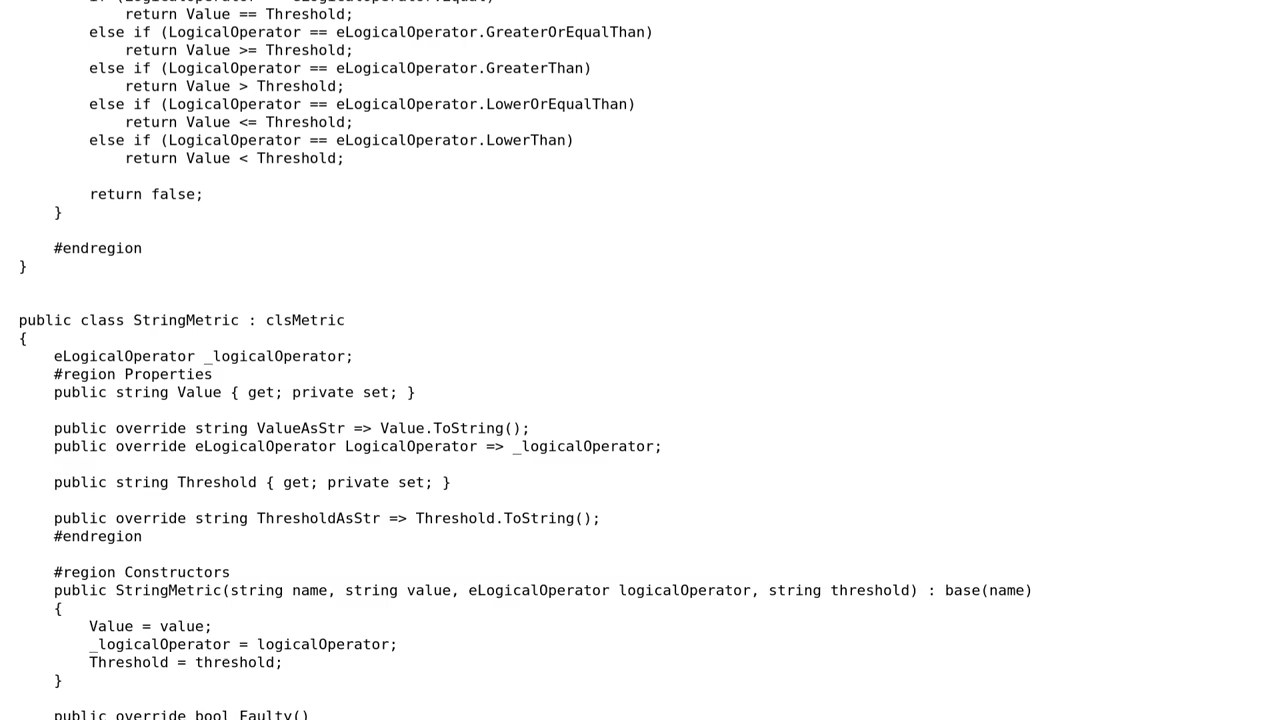 return Value == Threshold;
else if (LogicalOperator == eLogicalOperator.GreaterOrEqualThan)
return Value >= Threshold;
else if (LogicalOperator == eLogicalOperator.GreaterThan)
return Value > Threshold;
else if (LogicalOperator == eLogicalOperator.LowerOrEqualThan)
return Value <= Threshold;
else if (LogicalOperator == eLogicalOperator.LowerThan)
return Value < Threshold;
return false;
}
#endregion
}
public class StringMetric : clsMetric
{
eLogicalOperator _logicalOperator;
#region Properties
public string Value { get; private set; }
public override string ValueAsStr => Value.ToString();
public override eLogicalOperator LogicalOperator => _logicalOperator;
public string Threshold { get; private set; }
public override string ThresholdAsStr => Threshold.ToString();
#endregion
#region Constructors
public StringMetric(string name, string value, eLogicalOperator logicalOperator, string threshold) : base(name)
{
Value = value;
_logicalOperator = logicalOperator;
Threshold = threshold;
}
public override bool Faulty()